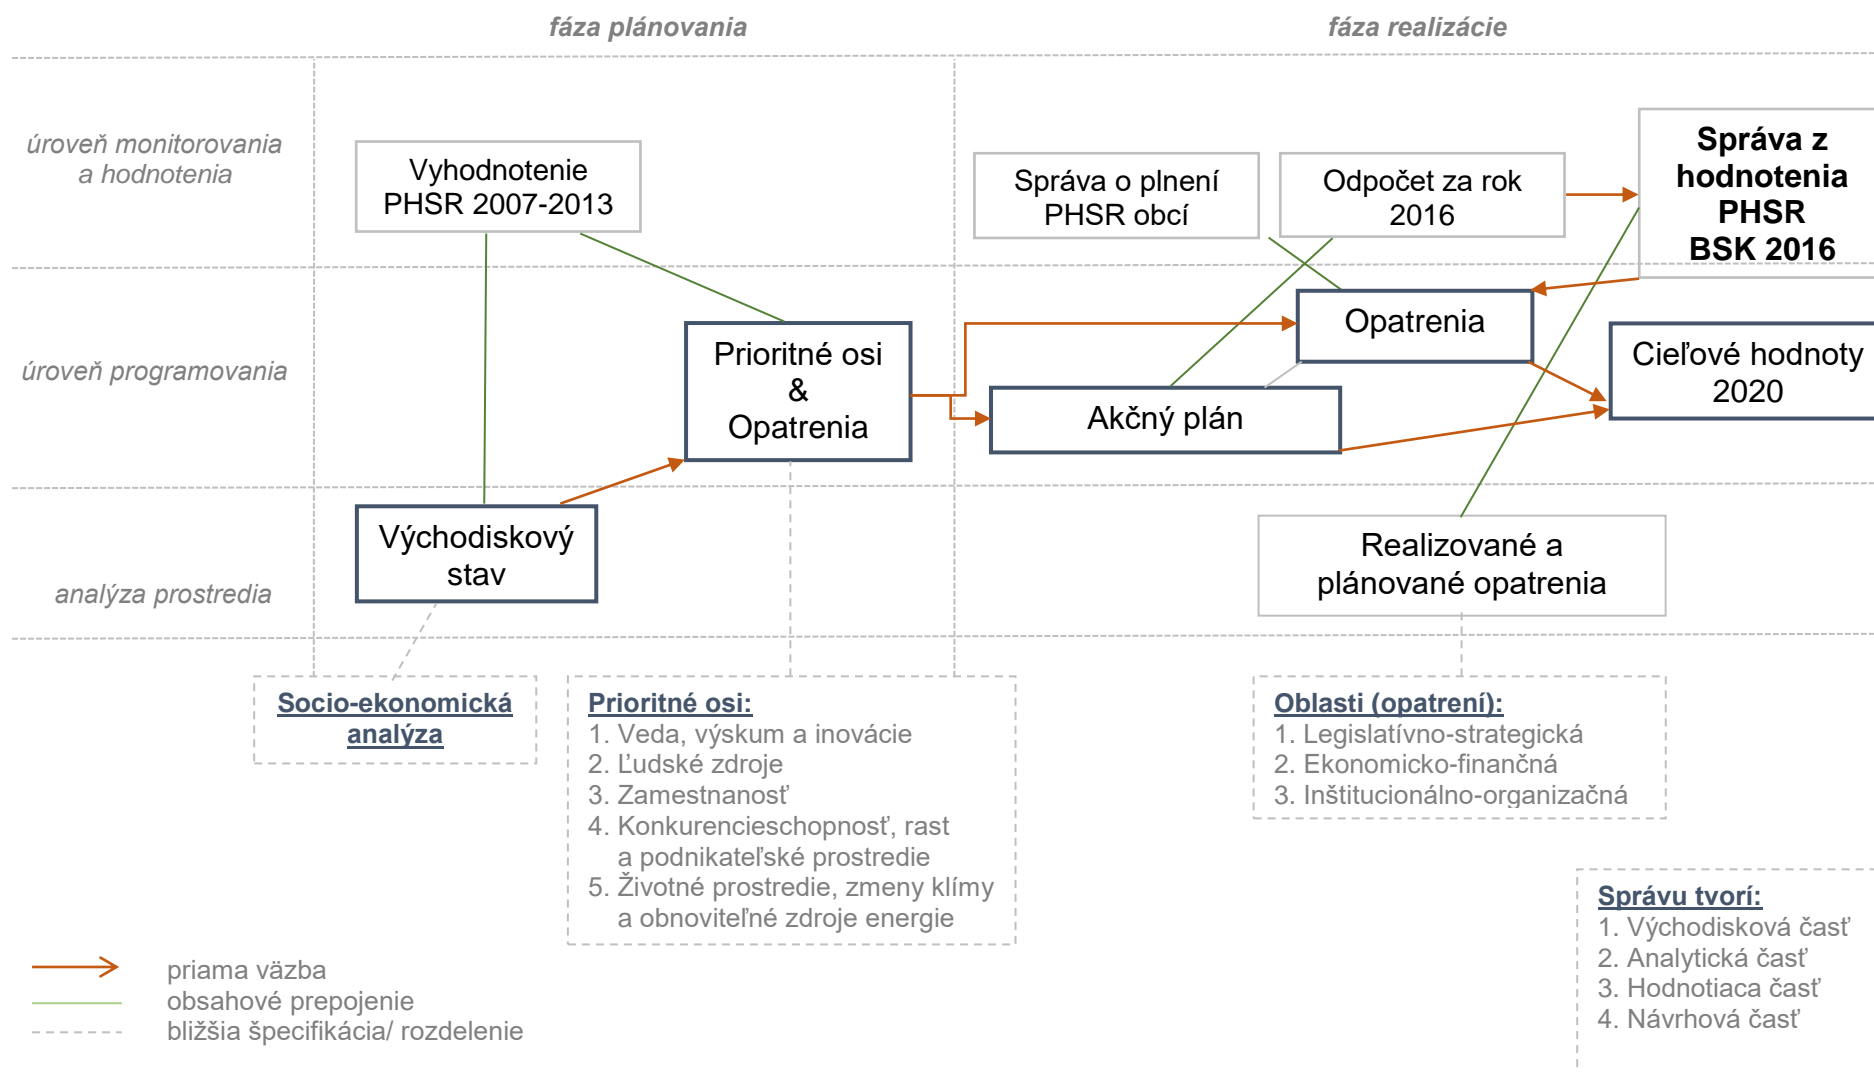 fáza plánovania
fáza realizácie
úroveň monitorovania
a hodnotenia
Vyhodnotenie
PHSR 2007-2013
Správa o plnení
PHSR obcí
Odpočet za rok
2016
Správa z
hodnotenia
PHSR
BSK 2016
úroveň programovania
Prioritné osi
&
Opatrenia
Opatrenia
Akčný plán
Cieľové hodnoty
2020
analýza prostredia
Východiskový
stav
Realizované a
plánované opatrenia
Socio-ekonomická
analýza
Prioritné osi:
1. Veda, výskum a inovácie
2. Ľudské zdroje
3. Zamestnanosť
4. Konkurencieschopnosť, rast
a podnikateľské prostredie
5. Životné prostredie, zmeny klímy
a obnoviteľné zdroje energie
Oblasti (opatrení):
1. Legislatívno-strategická
2. Ekonomicko-finančná
3. Inštitucionálno-organizačná
Správu tvorí:
1. Východisková časť
2. Analytická časť
3. Hodnotiaca časť
4. Návrhová časť
priama väzba
obsahové prepojenie
bližšia špecifikácia/ rozdelenie